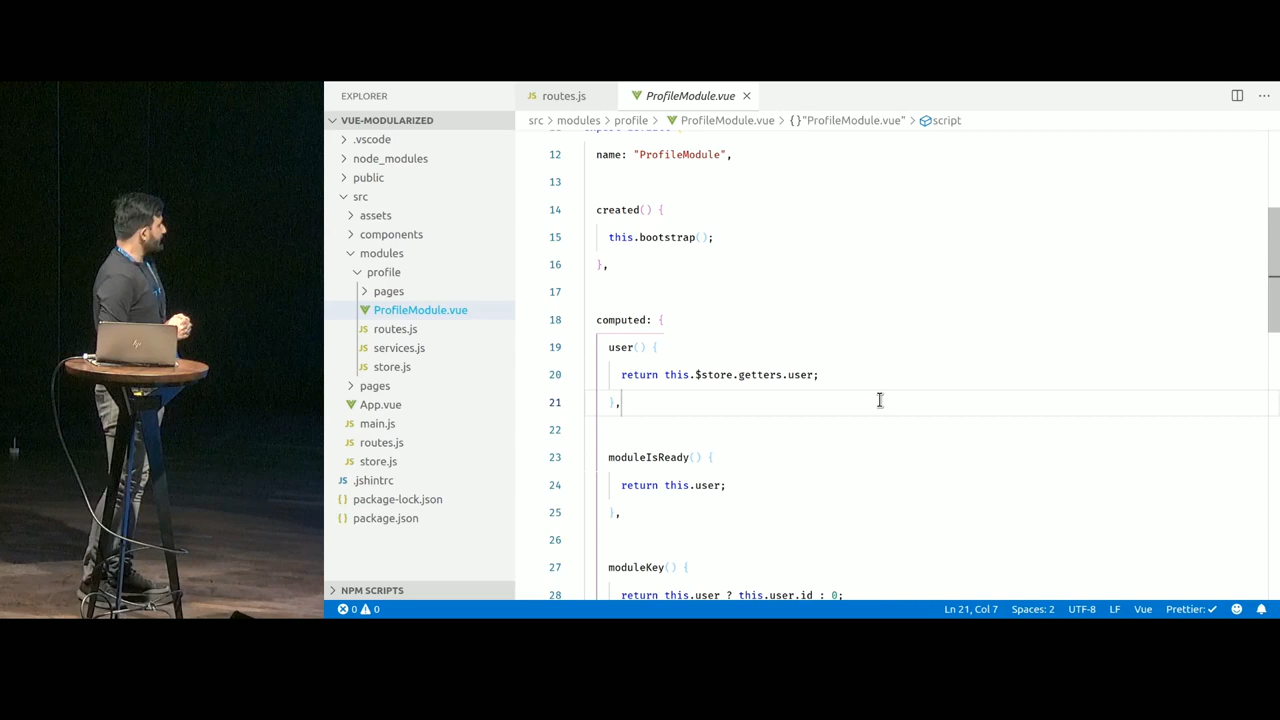 EXPLORER
VUE-MODULARIZED
.vscode
node_modules
public
src
assets
components
modules
profile
pages
ProfileModule.vue
routes.js
services.js
store.js
pages
App.vue
main.js
routes.js
store.js
.jshintrc
package-lock.json
package.json
NPM SCRIPTS
JS routes.js
ProfileModule.vue
src > modules > profile > ProfileModule.vue > {} "ProfileModule.vue" > script
12 name: "ProfileModule",
13
14 created() {
15 this.bootstrap();
16 },
17
18 computed: {
19 user() {
20 return this.$store.getters.user;
21 },
22
23 moduleIsReady() {
24 return this.user;
25 },
26
27 moduleKey() {
28 return this.user ? this.user.id : 0;
0 0
Ln 21, Col 7 Spaces: 2 UTF-8 LF Vue Prettier: ✓
hp